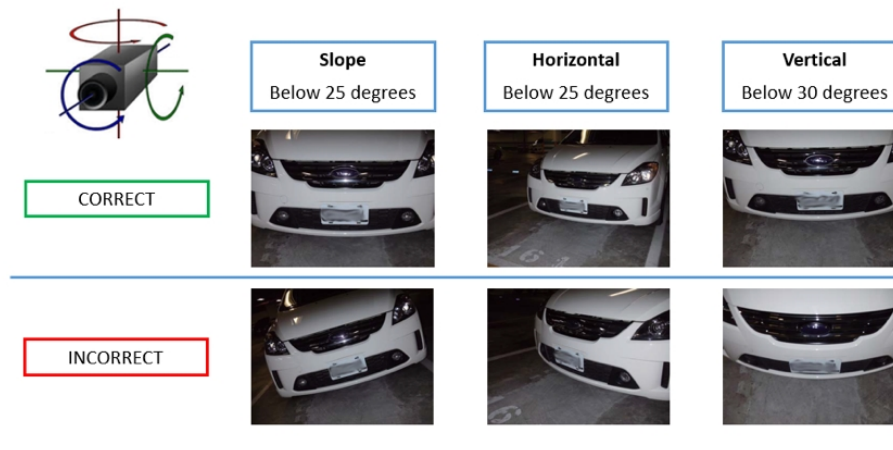 Slope
Below 25 degrees
Horizontal
Below 25 degrees
Vertical
Below 30 degrees
CORRECT
INCORRECT